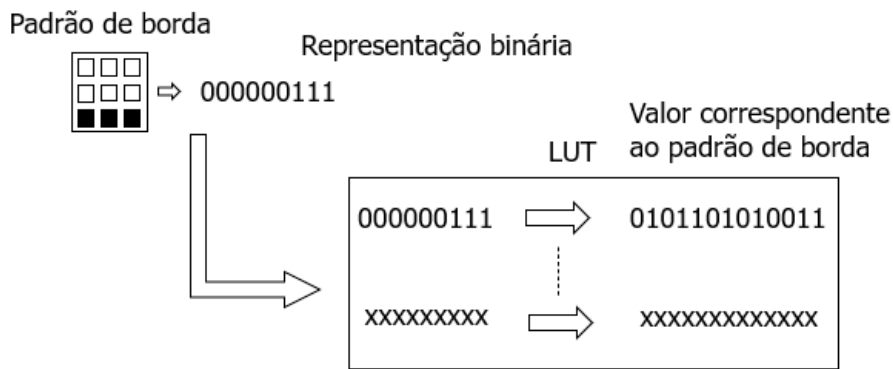 Padrão de borda
Representação binária
000000111
Valor correspondente
LUT ao padrão de borda
000000111 0101101010011
xxxxxxxxx xxxxxxxxxxxxx